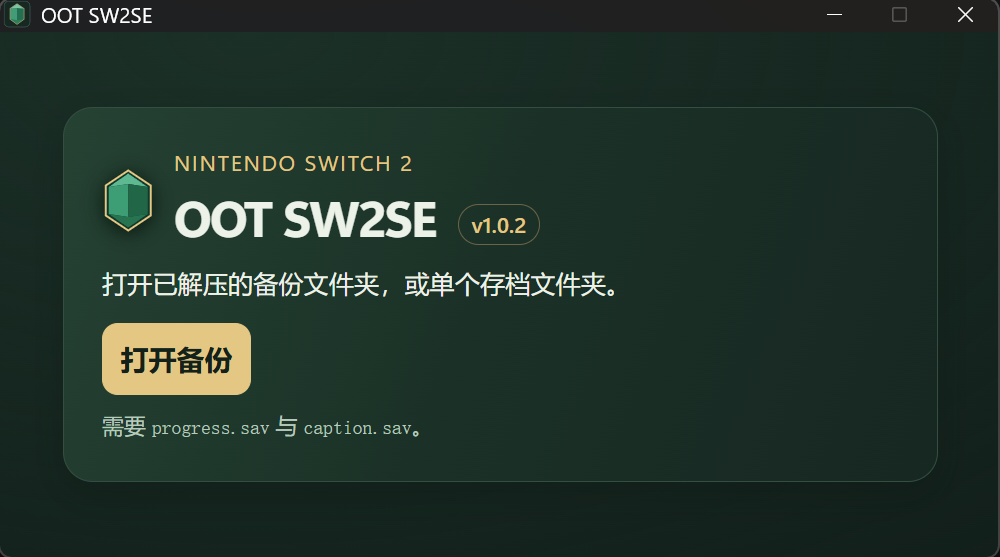 OOT SW2SE
NINTENDO SWITCH 2
OOT SW2SE v1.0.2
打开已解压的备份文件夹，或单个存档文件夹。
打开备份
需要 progress.sav 与 caption.sav。